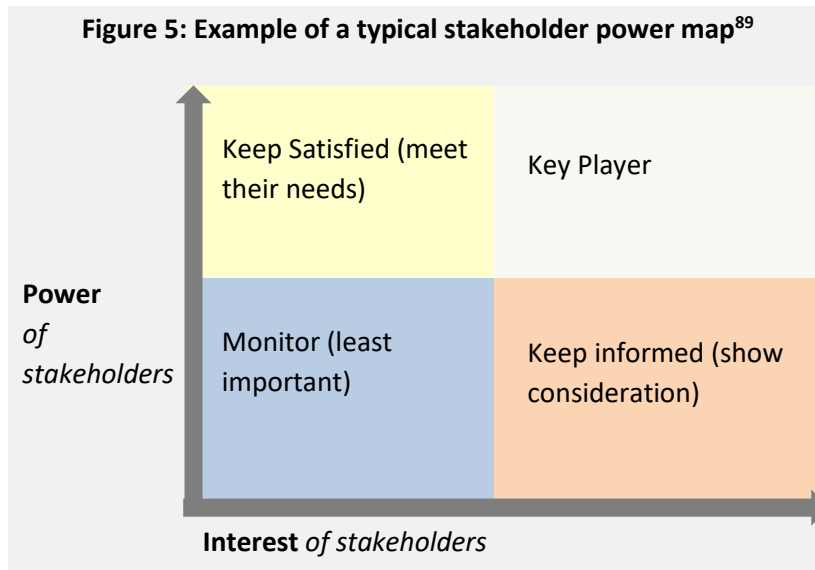 Figure 5: Example of a typical stakeholder power map89
Keep Satisfied (meet
their needs)
Key Player
Power
of
stakeholders
Monitor (least
important)
Keep informed (show
consideration)
Interest of stakeholders